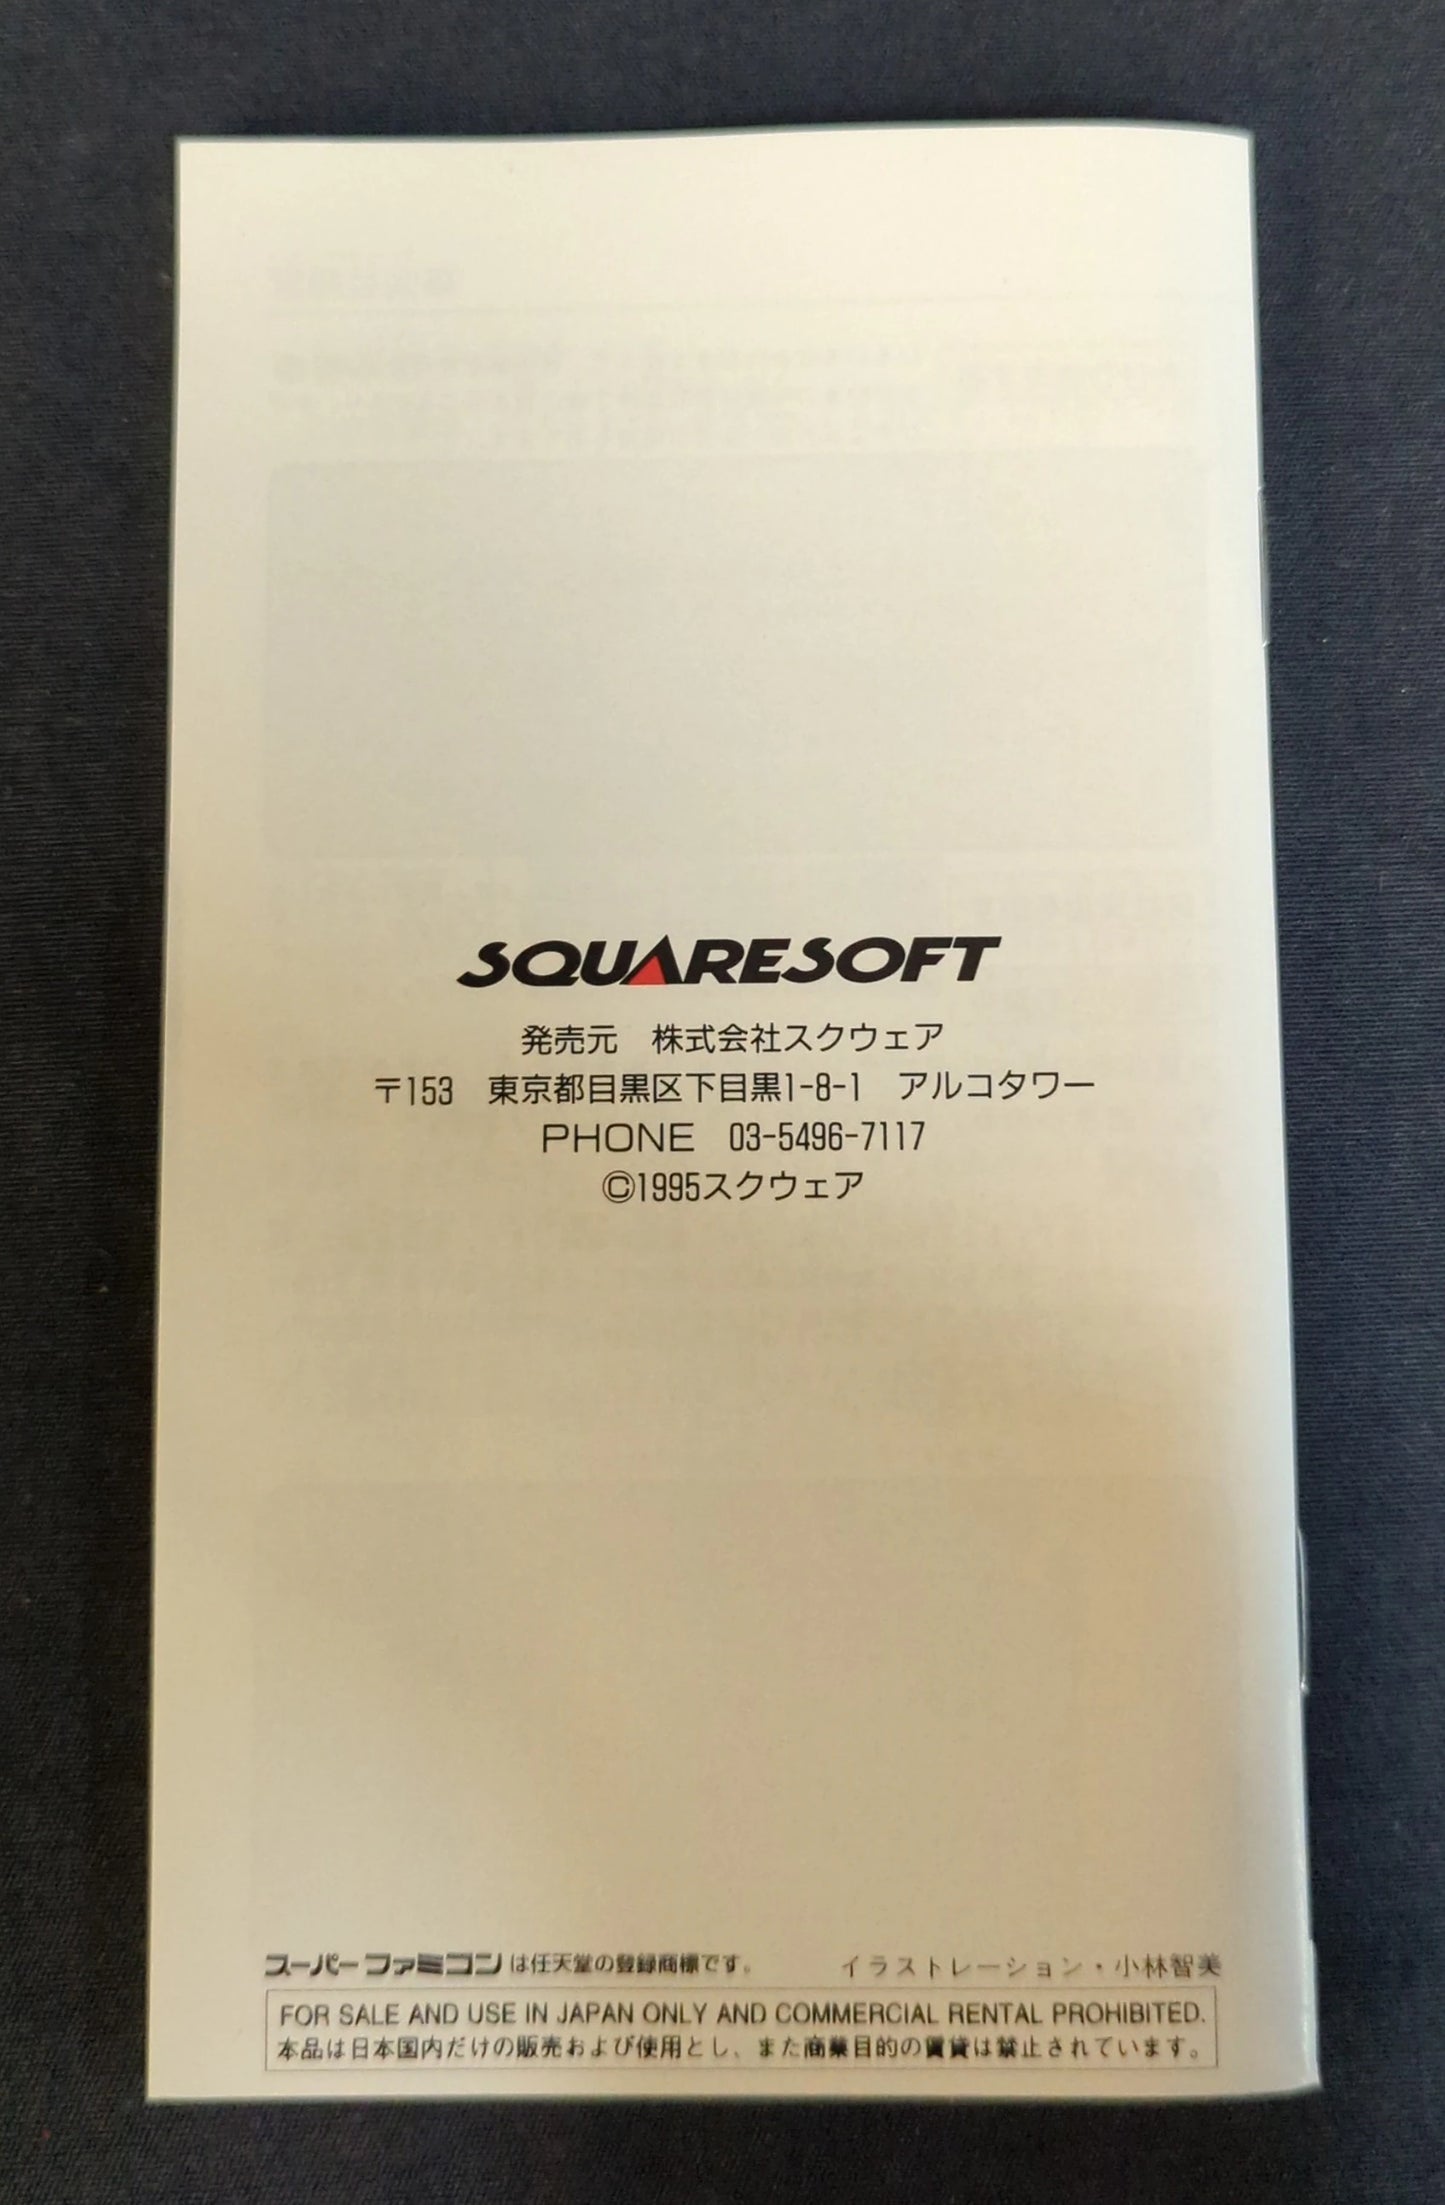 SQUARESOFT
発売元 株式会社スクウェア
〒153 東京都目黒区下目黒1-8-1 アルコタワー
PHONE 03-5496-7117
©1995スクウェア
スーパーファミコンは任天堂の登録商標です。 イラストレーション・小林智美
FOR SALE AND USE IN JAPAN ONLY AND COMMERCIAL RENTAL PROHIBITED.
本品は日本国内だけの販売および使用とし、また商業目的の賃貸は禁止されています。